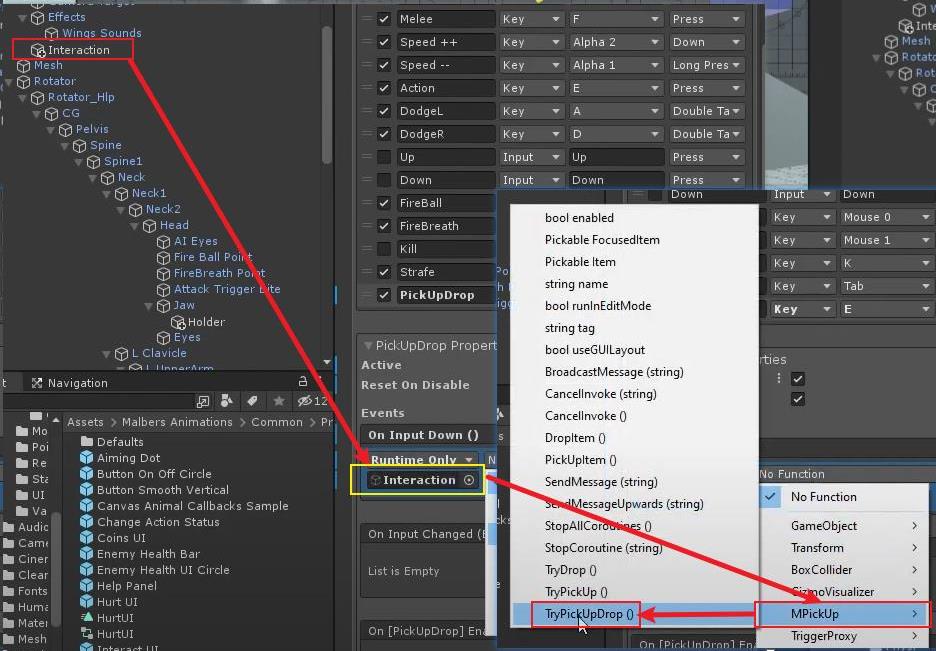 Effects
Wings Sounds
Interaction
Mesh
Rotator
Rotator_Hlp
CG
Pelvis
Spine
Spine1
Neck
Neck1
Neck2
Head
AI Eyes
Fire Ball Point
FireBreath Point
Attack Trigger Bite
Jaw
Holder
Eyes
L Clavicle
L UpperArm
Melee Key F Press
Speed ++ Key Alpha 2 Down
Speed -- Key Alpha 1 Long Pres
Action Key E Press
DodgeL Key A Double Ta
DodgeR Key D Double Ta
Up Input Up Press
Down Input Down Press
FireBall
FireBreath
Kill
Strafe
PickUpDrop
Down Input Down
Key Mouse 0
Key Mouse 1
Key K
Key Tab
Key E
PickUpDrop Propert
Active
Reset On Disable
Events
On Input Down ()
Runtime Only N
Interaction
On Input Changed (
List is Empty
On [PickUpDrop] Ena
Navigation
12
Assets > Malbers Animations > Common > Pr
Defaults
Aiming Dot
Button On Off Circle
Button Smooth Vertical
Canvas Animal Callbacks Sample
Change Action Status
Coins UI
Enemy Health Bar
Enemy Health UI Circle
Help Panel
Hurt UI
HurtUI
HurtUI
Interact UI
Mo
Poi
Re
Sta
UI
Va
Audic
Came
Ciner
Clear
Fonts
Huma
Mater
Mesh
bool enabled
Pickable FocusedItem
Pickable Item
string name
bool runInEditMode
string tag
bool useGUILayout
BroadcastMessage (string)
CancelInvoke (string)
CancelInvoke ()
DropItem ()
PickUpItem ()
SendMessage (string)
SendMessageUpwards (string)
StopAllCoroutines ()
StopCoroutine (string)
TryDrop ()
TryPickUp ()
TryPickUpDrop ()
rties
No Function
No Function
GameObject
Transform
BoxCollider
GizmoVisualizer
MPickUp
TriggerProxy
On [PickUpDrop] Ena
Inte
Mesh
Rotato
Rot